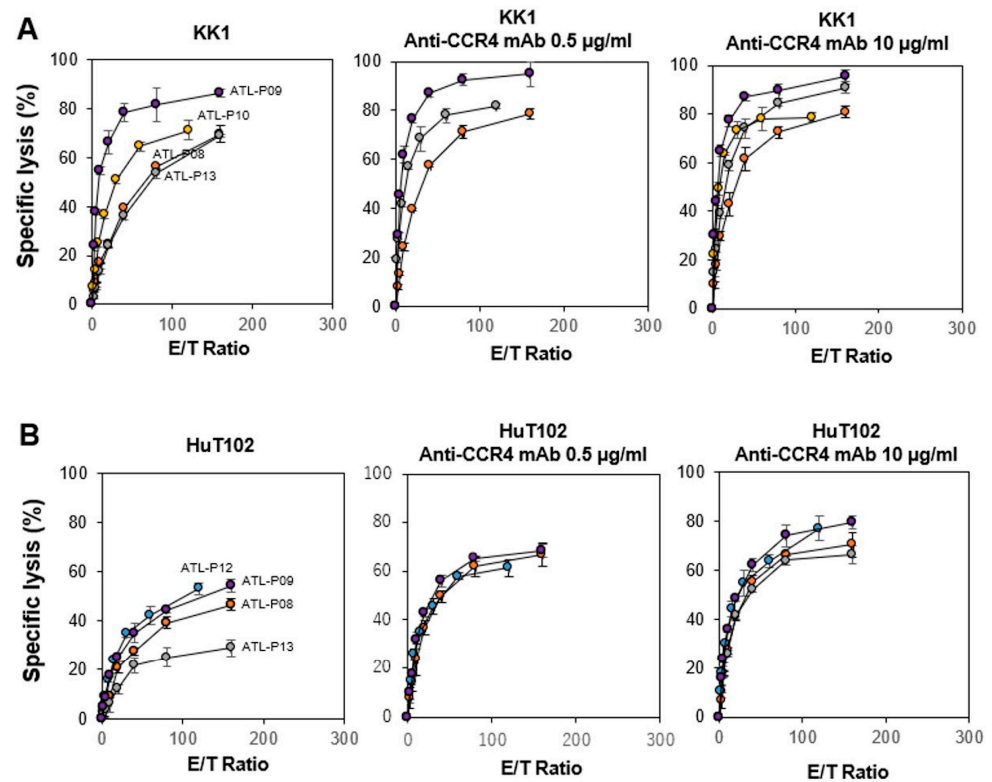 A
KK1
Specific lysis (%)
100
80
60
40
20
0
0 100 200 300
E/T Ratio
ATL-P09
ATL-P10
ATL-P08
ATL-P13
KK1
Anti-CCR4 mAb 0.5 µg/ml
100
80
60
40
20
0
0 100 200 300
E/T Ratio
KK1
Anti-CCR4 mAb 10 µg/ml
100
80
60
40
20
0
0 100 200 300
E/T Ratio
B
HuT102
Specific lysis (%)
100
80
60
40
20
0
0 100 200 300
E/T Ratio
ATL-P12
ATL-P09
ATL-P08
ATL-P13
HuT102
Anti-CCR4 mAb 0.5 µg/ml
100
80
60
40
20
0
0 100 200 300
E/T Ratio
HuT102
Anti-CCR4 mAb 10 µg/ml
100
80
60
40
20
0
0 100 200 300
E/T Ratio